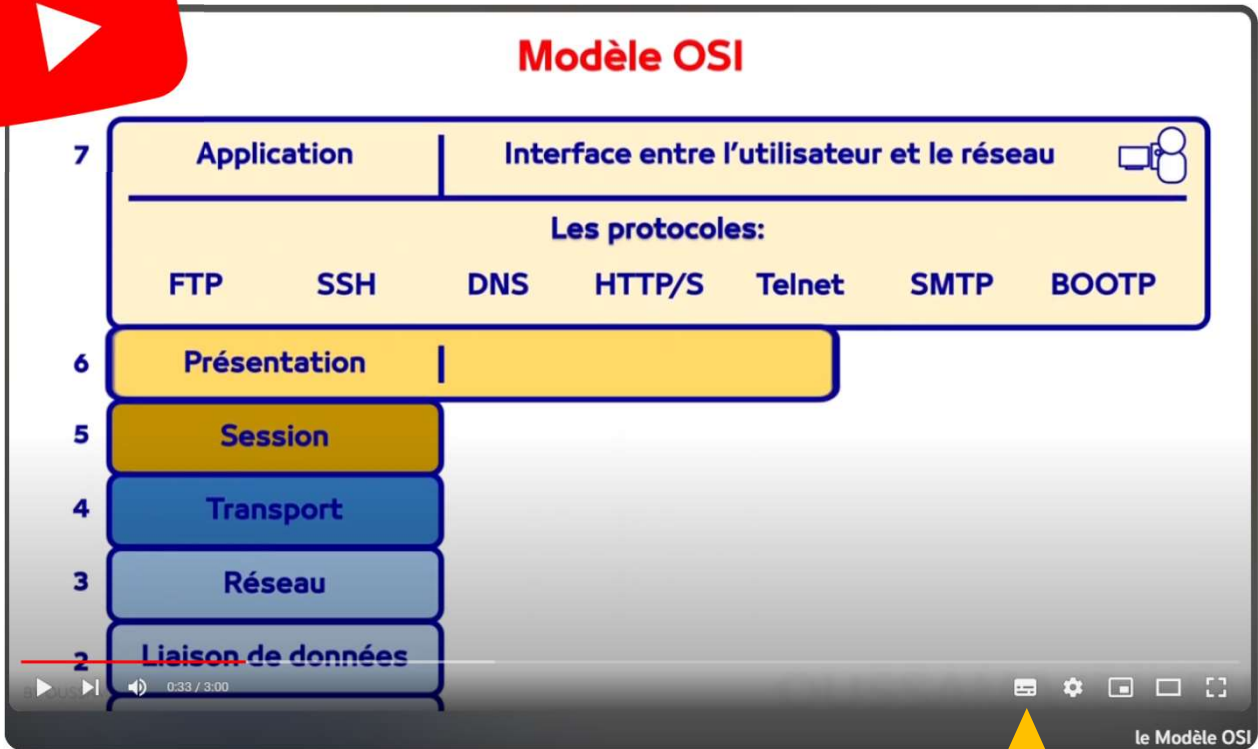 Modèle OSI
7 Application Interface entre l'utilisateur et le réseau
Les protocoles:
FTP SSH DNS HTTP/S Telnet SMTP BOOTP
6 Présentation
5 Session
4 Transport
3 Réseau
2 Liaison de données
0:33 / 3:00
le Modèle OSI